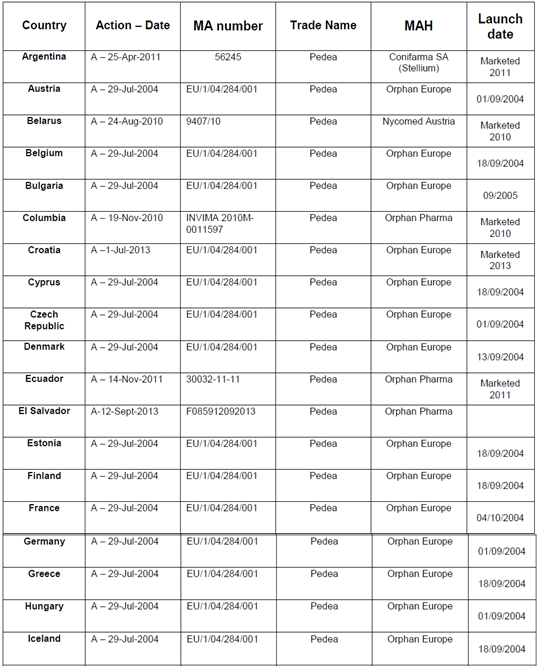 Country Action – Date MA number Trade Name MAH Launch date
Argentina A – 25-Apr-2011 56245 Pedea Conifarma SA (Stellium) Marketed 2011
Austria A – 29-Jul-2004 EU/1/04/284/001 Pedea Orphan Europe 01/09/2004
Belarus A – 24-Aug-2010 9407/10 Pedea Nycomed Austria Marketed 2010
Belgium A – 29-Jul-2004 EU/1/04/284/001 Pedea Orphan Europe 18/09/2004
Bulgaria A – 29-Jul-2004 EU/1/04/284/001 Pedea Orphan Europe 09/2005
Columbia A – 19-Nov-2010 INVIMA 2010M-0011597 Pedea Orphan Pharma Marketed 2010
Croatia A –1-Jul-2013 EU/1/04/284/001 Pedea Orphan Europe Marketed 2013
Cyprus A – 29-Jul-2004 EU/1/04/284/001 Pedea Orphan Europe 18/09/2004
Czech Republic A – 29-Jul-2004 EU/1/04/284/001 Pedea Orphan Europe 01/09/2004
Denmark A – 29-Jul-2004 EU/1/04/284/001 Pedea Orphan Europe 13/09/2004
Ecuador A – 14-Nov-2011 30032-11-11 Pedea Orphan Pharma Marketed 2011
El Salvador A-12-Sept-2013 F085912092013 Pedea Orphan Pharma
Estonia A – 29-Jul-2004 EU/1/04/284/001 Pedea Orphan Europe 18/09/2004
Finland A – 29-Jul-2004 EU/1/04/284/001 Pedea Orphan Europe 18/09/2004
France A – 29-Jul-2004 EU/1/04/284/001 Pedea Orphan Europe 04/10/2004
Germany A – 29-Jul-2004 EU/1/04/284/001 Pedea Orphan Europe 01/09/2004
Greece A – 29-Jul-2004 EU/1/04/284/001 Pedea Orphan Europe 18/09/2004
Hungary A – 29-Jul-2004 EU/1/04/284/001 Pedea Orphan Europe 01/09/2004
Iceland A – 29-Jul-2004 EU/1/04/284/001 Pedea Orphan Europe 18/09/2004